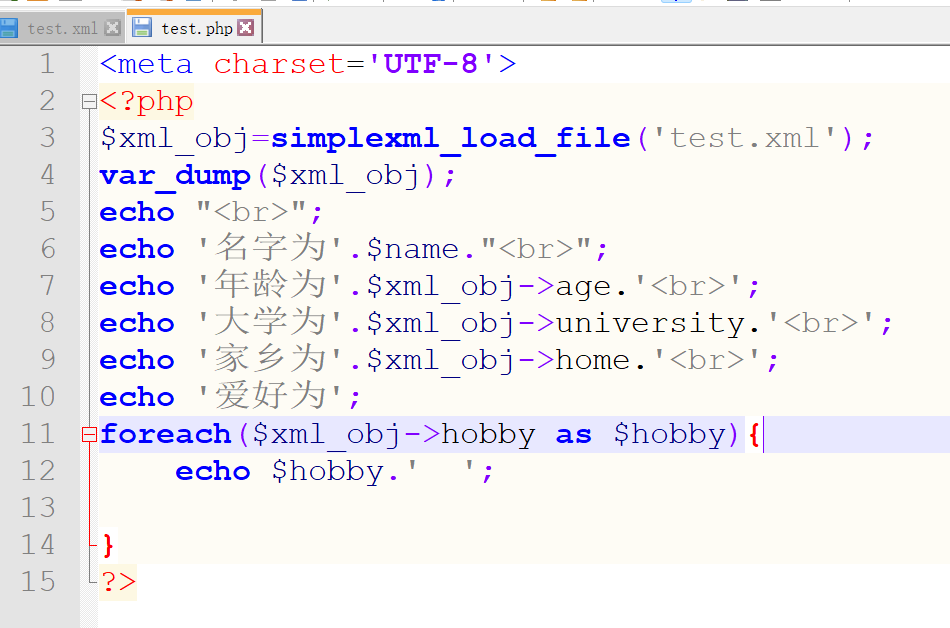 test.xml test.php
1 <meta charset='UTF-8'>
2 <?php
3 $xml_obj=simplexml_load_file('test.xml');
4 var_dump($xml_obj);
5 echo "<br>";
6 echo '名字为'.$name."<br>";
7 echo '年龄为'.$xml_obj->age.'<br>';
8 echo '大学为'.$xml_obj->university.'<br>';
9 echo '家乡为'.$xml_obj->home.'<br>';
10 echo '爱好为';
11 foreach($xml_obj->hobby as $hobby){
12     echo $hobby.'  ';
13
14 }
15 ?>